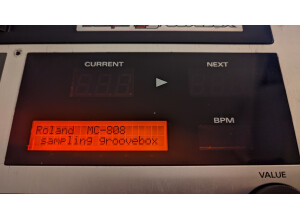 CURRENT
NEXT
Roland MC-808
sampling groovebox
BPM
VALUE